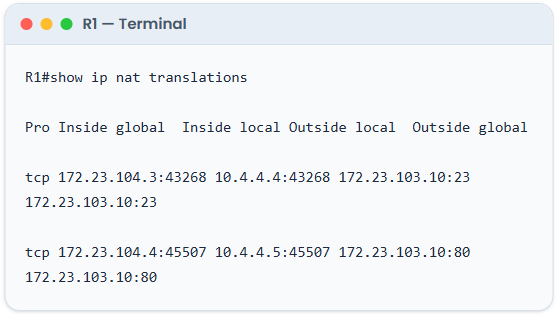 R1 — Terminal
R1#show ip nat translations
Pro Inside global  Inside local Outside local  Outside global
tcp 172.23.104.3:43268 10.4.4.4:43268 172.23.103.10:23
172.23.103.10:23
tcp 172.23.104.4:45507 10.4.4.5:45507 172.23.103.10:80
172.23.103.10:80